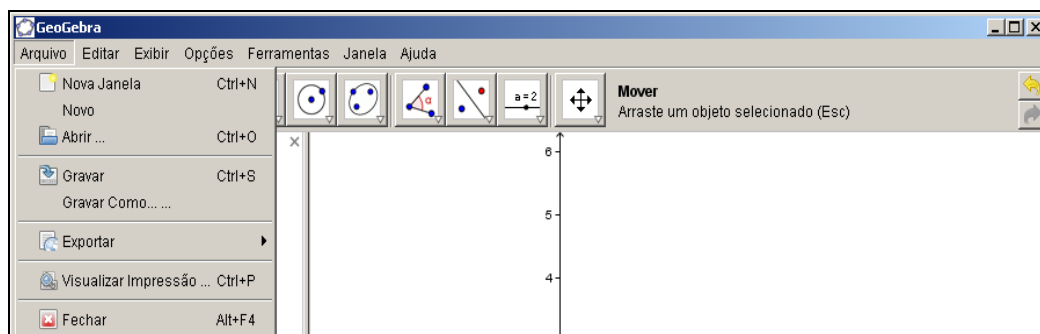 GeoGebra
Arquivo Editar Exibir Opções Ferramentas Janela Ajuda
Nova Janela Ctrl+N
Novo
Abrir ... Ctrl+O
Gravar Ctrl+S
Gravar Como... ...
Exportar
Visualizar Impressão ... Ctrl+P
Fechar Alt+F4
α
a=2
Mover
Arraste um objeto selecionado (Esc)
6
5
4